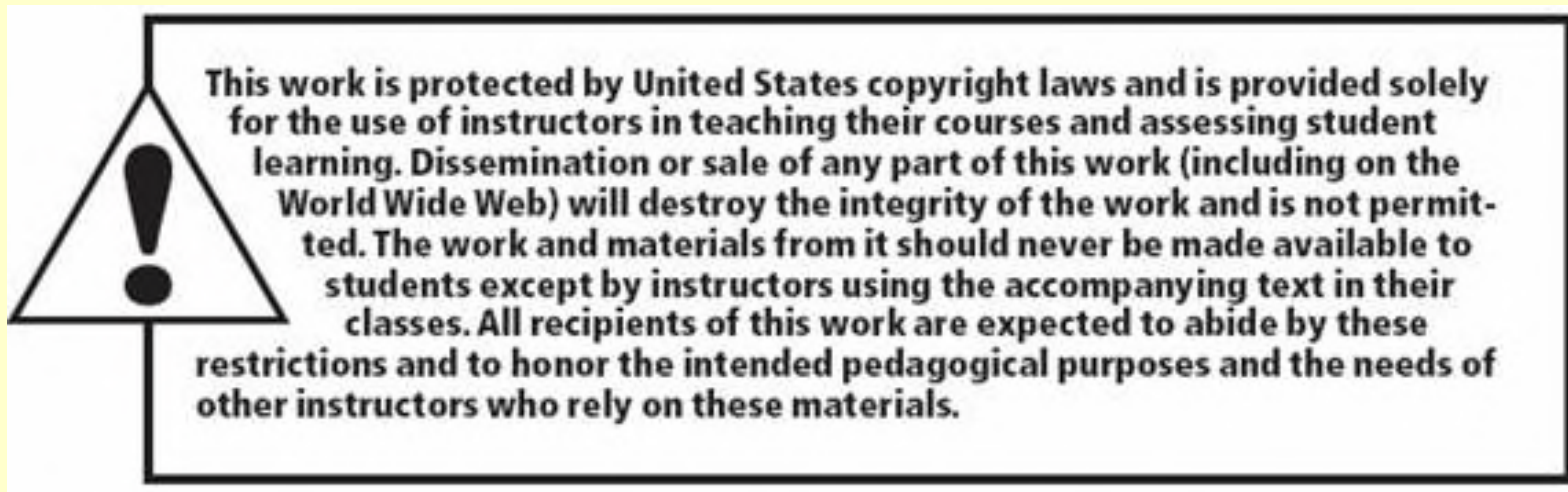 This work is protected by United States copyright laws and is provided solely
for the use of instructors in teaching their courses and assessing student
learning. Dissemination or sale of any part of this work (including on the
World Wide Web) will destroy the integrity of the work and is not permit-
ted. The work and materials from it should never be made available to
students except by instructors using the accompanying text in their
classes. All recipients of this work are expected to abide by these
restrictions and to honor the intended pedagogical purposes and the needs of
other instructors who rely on these materials.